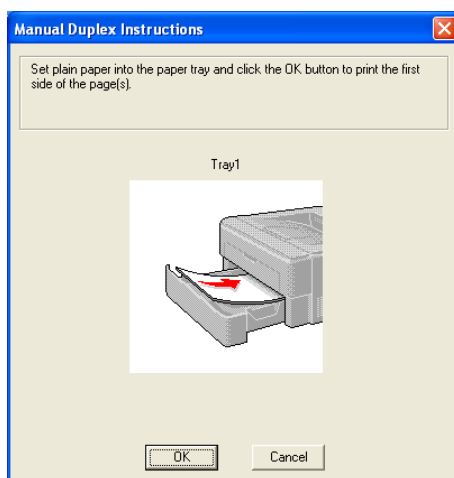 Manual Duplex Instructions
Set plain paper into the paper tray and click the OK button to print the first
side of the page(s).
Tray1
OK
Cancel